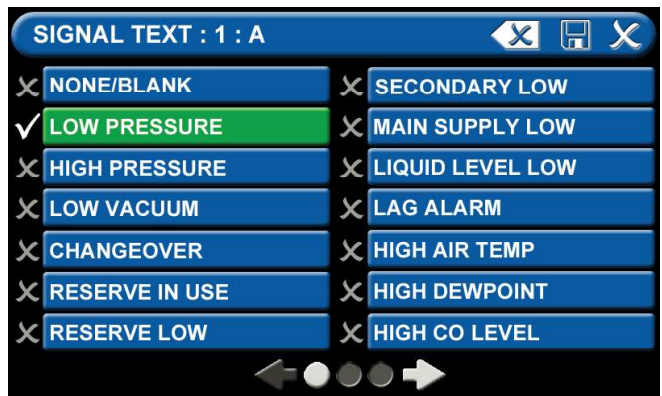 SIGNAL TEXT : 1 : A
NONE/BLANK
LOW PRESSURE
HIGH PRESSURE
LOW VACUUM
CHANGEOVER
RESERVE IN USE
RESERVE LOW
SECONDARY LOW
MAIN SUPPLY LOW
LIQUID LEVEL LOW
LAG ALARM
HIGH AIR TEMP
HIGH DEWPOINT
HIGH CO LEVEL